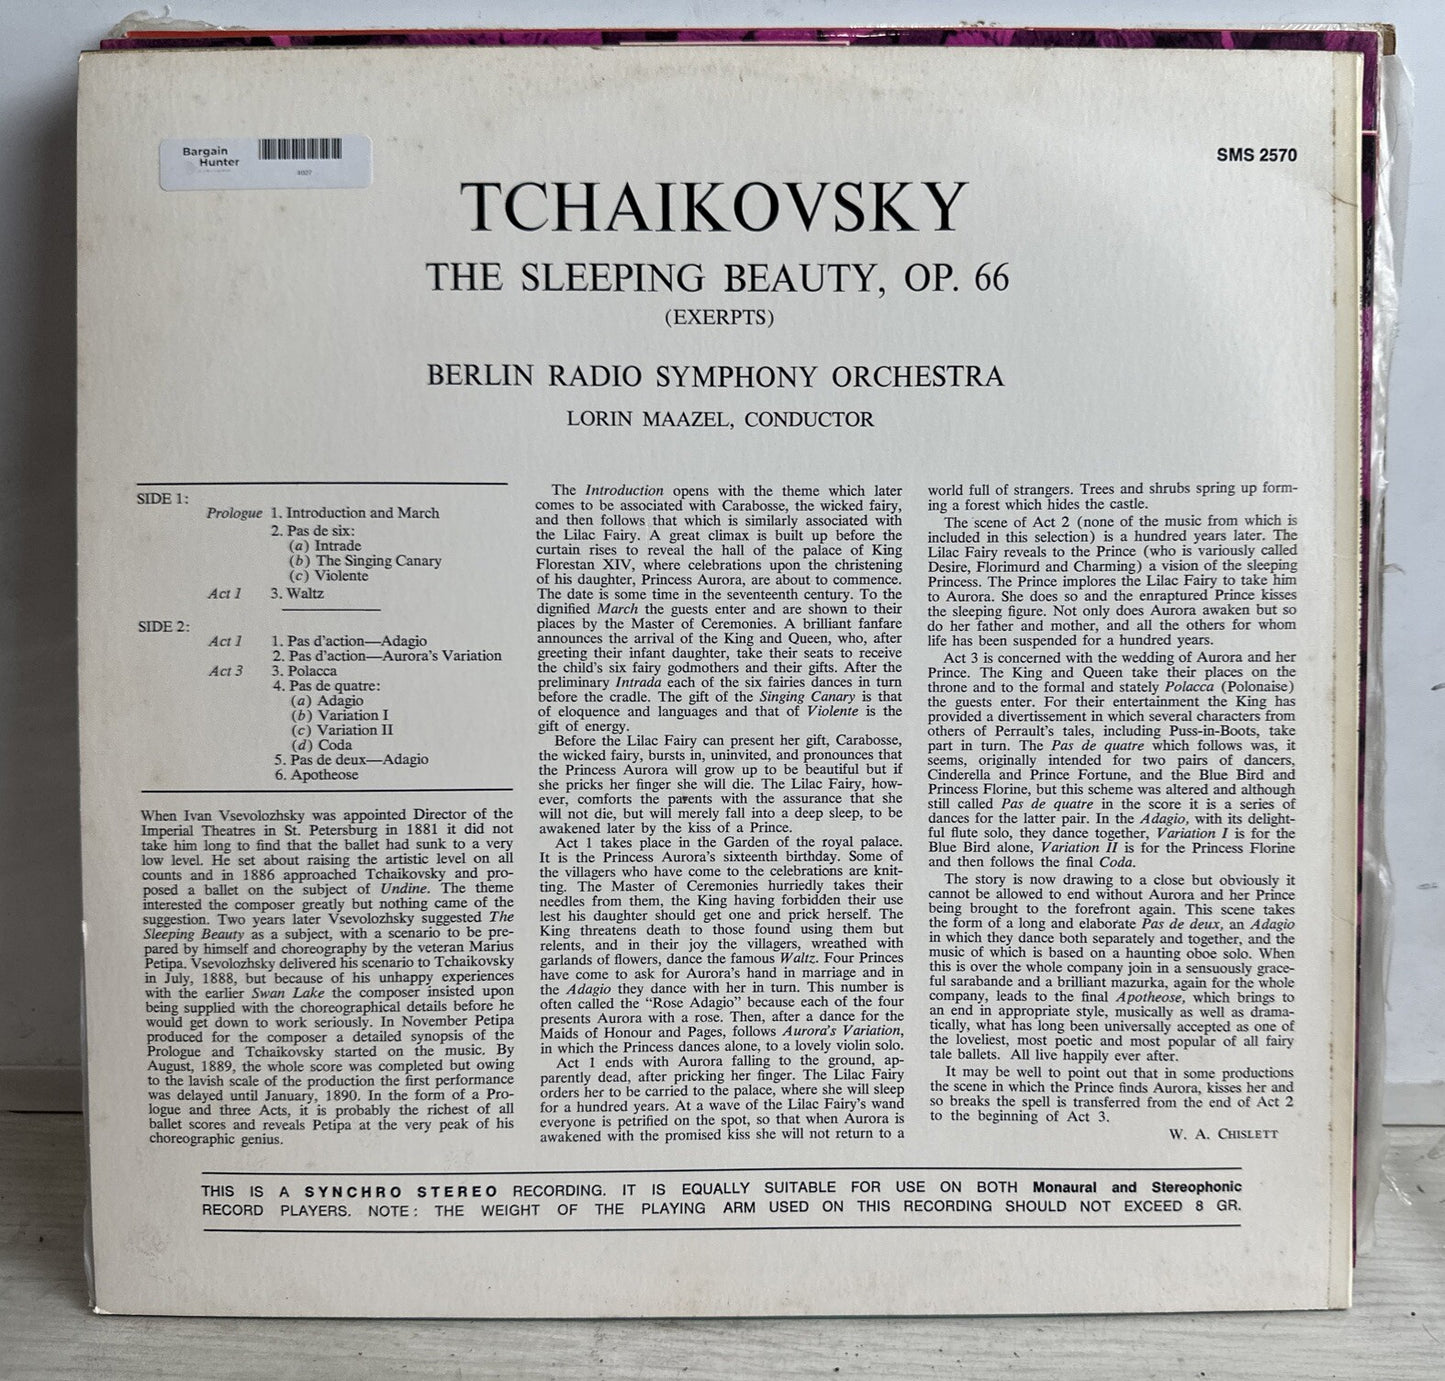 Bargain
Hunter
SMS 2570
TCHAIKOVSKY
THE SLEEPING BEAUTY, OP. 66
(EXERPTS)
BERLIN RADIO SYMPHONY ORCHESTRA
LORIN MAAZEL, CONDUCTOR
SIDE 1:
Prologue 1. Introduction and March
2. Pas de six:
(a) Intrade
(b) The Singing Canary
(c) Violente
Act 1 3. Waltz
SIDE 2:
Act 1 1. Pas d'action—Adagio
2. Pas d'action—Aurora's Variation
Act 3 3. Polacca
4. Pas de quatre:
(a) Adagio
(b) Variation I
(c) Variation II
(d) Coda
5. Pas de deux—Adagio
6. Apotheose
When Ivan Vsevolozhsky was appointed Director of the
Imperial Theatres in St. Petersburg in 1881 it did not
take him long to find that the ballet had sunk to a very
low level. He set about raising the artistic level on all
counts and in 1886 approached Tchaikovsky and pro-
posed a ballet on the subject of Undine. The theme
interested the composer greatly but nothing came of the
suggestion. Two years later Vsevolozhsky suggested The
Sleeping Beauty as a subject, with a scenario to be pre-
pared by himself and choreography by the veteran Marius
Petipa. Vsevolozhsky delivered his scenario to Tchaikovsky
in July, 1888, but because of his unhappy experiences
with the earlier Swan Lake the composer insisted upon
being supplied with the choreographical details before he
would get down to work seriously. In November Petipa
produced for the composer a detailed synopsis of the
Prologue and Tchaikovsky started on the music. By
August, 1889, the whole score was completed but owing
to the lavish scale of the production the first performance
was delayed until January, 1890. In the form of a Pro-
logue and three Acts, it is probably the richest of all
ballet scores and reveals Petipa at the very peak of his
choreographic genius.
The Introduction opens with the theme which later
comes to be associated with Carabosse, the wicked fairy,
and then follows that which is similarly associated with
the Lilac Fairy. A great climax is built up before the
curtain rises to reveal the hall of the palace of King
Florestan XIV, where celebrations upon the christening
of his daughter, Princess Aurora, are about to commence.
The date is some time in the seventeenth century. To the
dignified March the guests enter and are shown to their
places by the Master of Ceremonies. A brilliant fanfare
announces the arrival of the King and Queen, who, after
greeting their infant daughter, take their seats to receive
the child's six fairy godmothers and their gifts. After the
preliminary Intrada each of the six fairies dances in turn
before the cradle. The gift of the Singing Canary is that
of eloquence and languages and that of Violente is the
gift of energy.
Before the Lilac Fairy can present her gift, Carabosse,
the wicked fairy, bursts in, uninvited, and pronounces that
the Princess Aurora will grow up to be beautiful but if
she pricks her finger she will die. The Lilac Fairy, how-
ever, comforts the parents with the assurance that she
will not die, but will merely fall into a deep sleep, to be
awakened later by the kiss of a Prince.
Act 1 takes place in the Garden of the royal palace.
It is the Princess Aurora's sixteenth birthday. Some of
the villagers who have come to the celebrations are knit-
ting. The Master of Ceremonies hurriedly takes their
needles from them, the King having forbidden their use
lest his daughter should get one and prick herself. The
King threatens death to those found using them but
relents, and in their joy the villagers, wreathed with
garlands of flowers, dance the famous Waltz. Four Princes
have come to ask for Aurora's hand in marriage and in
the Adagio they dance with her in turn. This number is
often called the "Rose Adagio" because each of the four
presents Aurora with a rose. Then, after a dance for the
Maids of Honour and Pages, follows Aurora's Variation,
in which the Princess dances alone, to a lovely violin solo.
Act 1 ends with Aurora falling to the ground, ap-
parently dead, after pricking her finger. The Lilac Fairy
orders her to be carried to the palace, where she will sleep
for a hundred years. At a wave of the Lilac Fairy's wand
everyone is petrified on the spot, so that when Aurora is
awakened with the promised kiss she will not return to a
world full of strangers. Trees and shrubs spring up form-
ing a forest which hides the castle.
The scene of Act 2 (none of the music from which is
included in this selection) is a hundred years later. The
Lilac Fairy reveals to the Prince (who is variously called
Desire, Florimurd and Charming) a vision of the sleeping
Princess. The Prince implores the Lilac Fairy to take him
to Aurora. She does so and the enraptured Prince kisses
the sleeping figure. Not only does Aurora awaken but so
do her father and mother, and all the others for whom
life has been suspended for a hundred years.
Act 3 is concerned with the wedding of Aurora and her
Prince. The King and Queen take their places on the
throne and to the formal and stately Polacca (Polonaise)
the guests enter. For their entertainment the King has
provided a divertissement in which several characters from
others of Perrault's tales, including Puss-in-Boots, take
part in turn. The Pas de quatre which follows was, it
seems, originally intended for two pairs of dancers,
Cinderella and Prince Fortune, and the Blue Bird and
Princess Florine, but this scheme was altered and although
still called Pas de quatre in the score it is a series of
dances for the latter pair. In the Adagio, with its delight-
ful flute solo, they dance together, Variation I is for the
Blue Bird alone, Variation II is for the Princess Florine
and then follows the final Coda.
The story is now drawing to a close but obviously it
cannot be allowed to end without Aurora and her Prince
being brought to the forefront again. This scene takes
the form of a long and elaborate Pas de deux, an Adagio
in which they dance both separately and together, and the
music of which is based on a haunting oboe solo. When
this is over the whole company join in a sensuously grace-
ful sarabande and a brilliant mazurka, again for the whole
company, leads to the final Apotheose, which brings to
an end in appropriate style, musically as well as drama-
tically, what has long been universally accepted as one of
the loveliest, most poetic and most popular of all fairy
tale ballets. All live happily ever after.
It may be well to point out that in some productions
the scene in which the Prince finds Aurora, kisses her and
so breaks the spell is transferred from the end of Act 2
to the beginning of Act 3.
W. A. CHISLETT
THIS IS A SYNCHRO STEREO RECORDING. IT IS EQUALLY SUITABLE FOR USE ON BOTH Monaural and Stereophonic
RECORD PLAYERS. NOTE: THE WEIGHT OF THE PLAYING ARM USED ON THIS RECORDING SHOULD NOT EXCEED 8 GR.